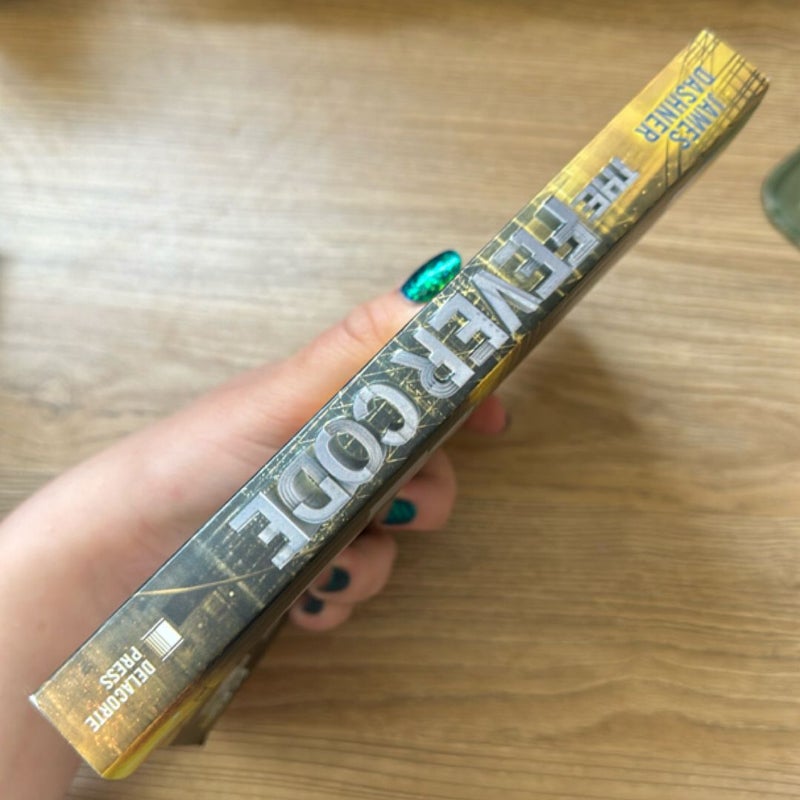 JAMES
DASHNER
THE
FEVER CODE
DELACORTE
PRESS